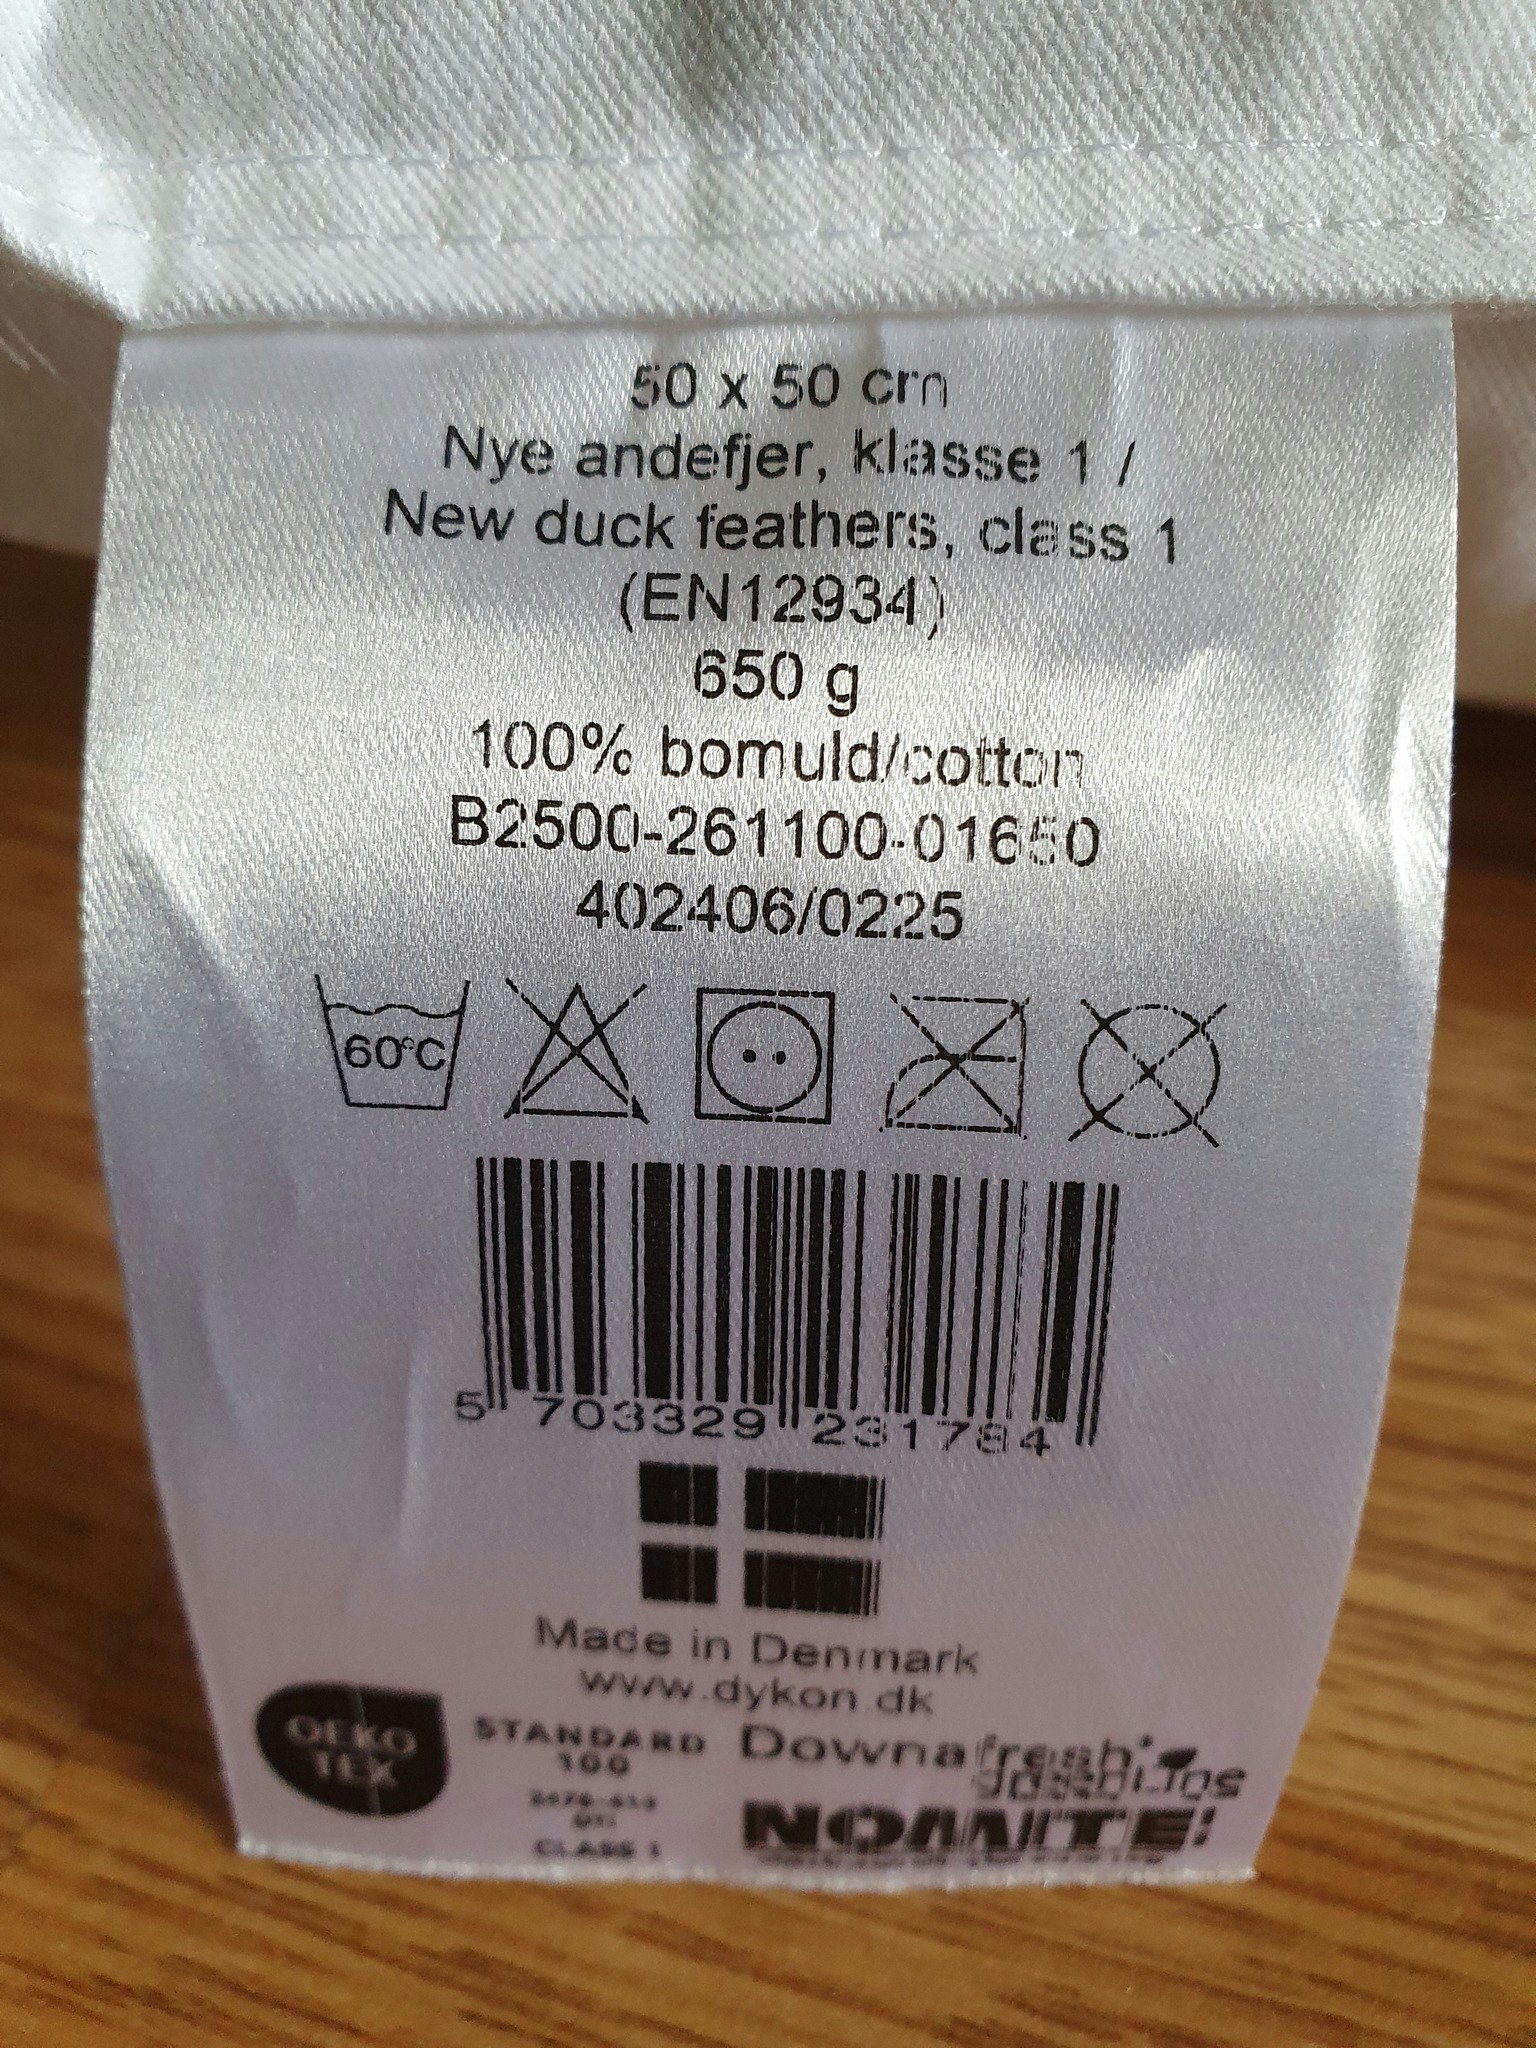 50 x 50 cm
Nye andefjer, klasse 1 /
New duck feathers, class 1
(EN12934)
650 g
100% bomuld/cotton
B2500-261100-01650
402406/0225
60°C
5 703329 231784
Made in Denmark
www.dykon.dk
OEKO
TEX
STANDARD
100
CLASS 1
Downafresh
NOMITE